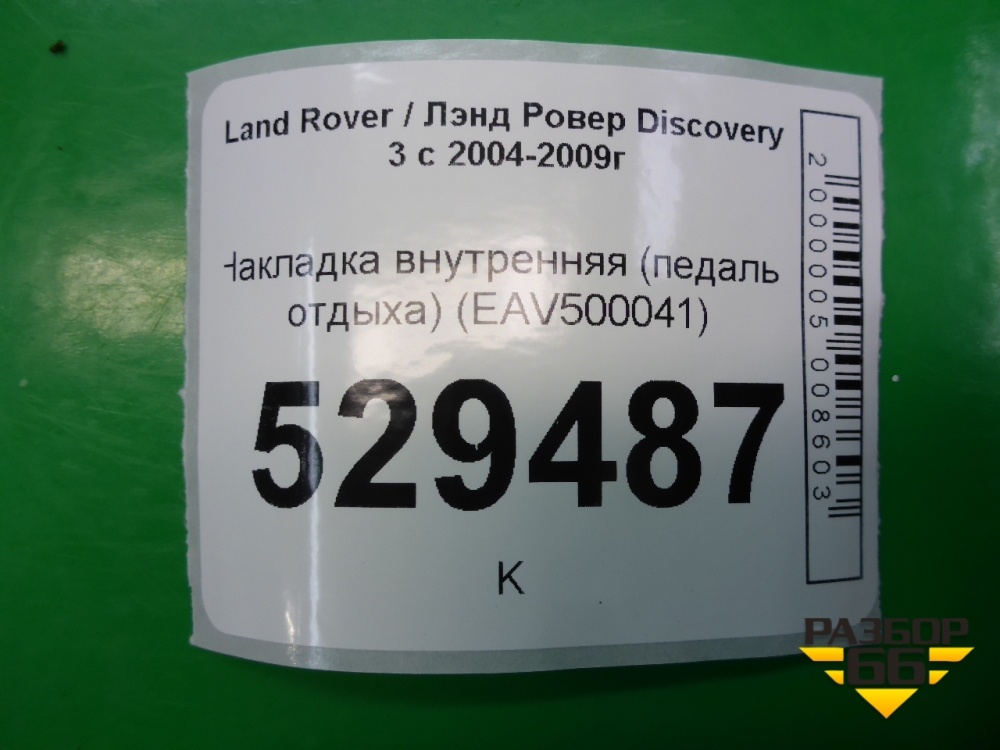 Land Rover / Лэнд Ровер Discovery
3 с 2004-2009г
Накладка внутренняя (педаль
отдыха) (EAV500041)
529487
К
2000005008603
РАЗБОР
66